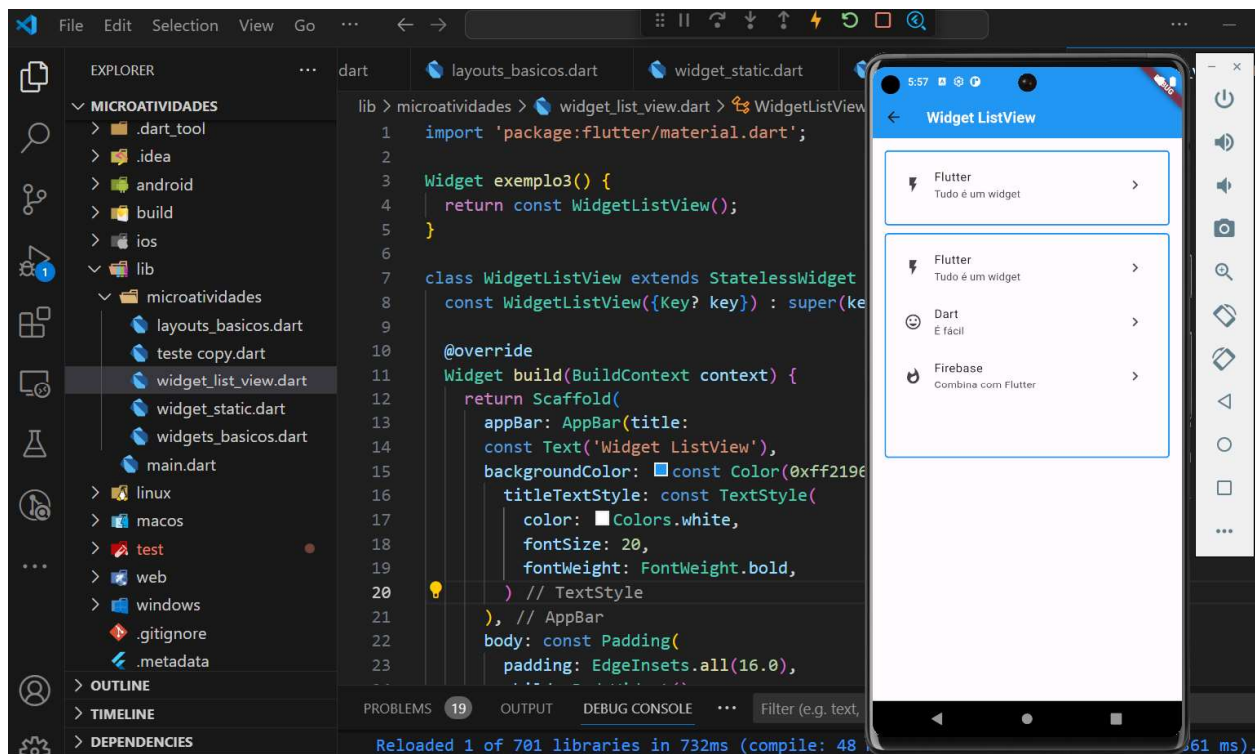 File Edit Selection View Go ···
EXPLORER ···
MICROATIVIDADES
.dart_tool
.idea
android
build
ios
lib
microatividades
layouts_basicos.dart
teste copy.dart
widget_list_view.dart
widget_static.dart
widgets_basicos.dart
main.dart
linux
macos
test
web
windows
.gitignore
.metadata
OUTLINE
TIMELINE
DEPENDENCIES
1
dart layouts_basicos.dart widget_static.dart
lib > microatividades > widget_list_view.dart > WidgetListView
1 import 'package:flutter/material.dart';
2
3 Widget exemplo3() {
4 return const WidgetListView();
5 }
6
7 class WidgetListView extends StatelessWidget
8 const WidgetListView({Key? key}) : super(ke
9
10 @override
11 Widget build(BuildContext context) {
12 return Scaffold(
13 appBar: AppBar(title:
14 const Text('Widget ListView'),
15 backgroundColor: const Color(0xff2196
16 titleTextStyle: const TextStyle(
17 color: Colors.white,
18 fontSize: 20,
19 fontWeight: FontWeight.bold,
20 ) // TextStyle
21 ), // AppBar
22 body: const Padding(
23 padding: EdgeInsets.all(16.0),
PROBLEMS 19 OUTPUT DEBUG CONSOLE ··· Filter (e.g. text,
Reloaded 1 of 701 libraries in 732ms (compile: 48
61 ms)
5:57
Widget ListView
Flutter
Tudo é um widget
Flutter
Tudo é um widget
Dart
É fácil
Firebase
Combina com Flutter